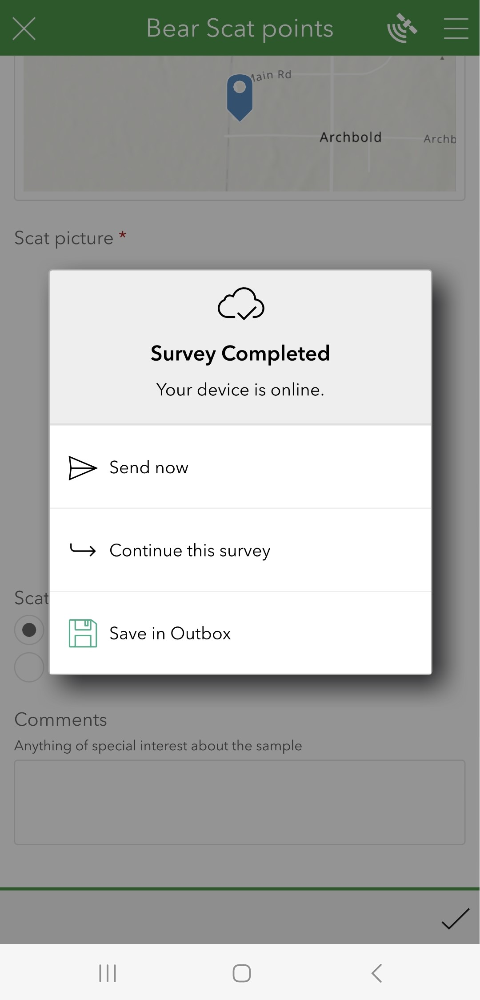 Bear Scat points
Main Rd
Archbold
Archb
Scat picture *
Survey Completed
Your device is online.
Send now
Continue this survey
Scat
Save in Outbox
Comments
Anything of special interest about the sample